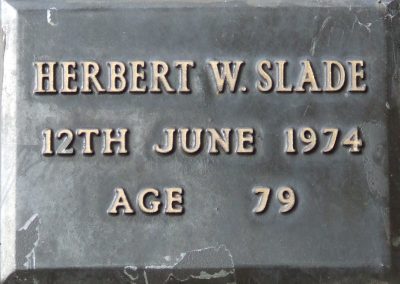 HERBERT W. SLADE
12TH JUNE 1974
AGE 79